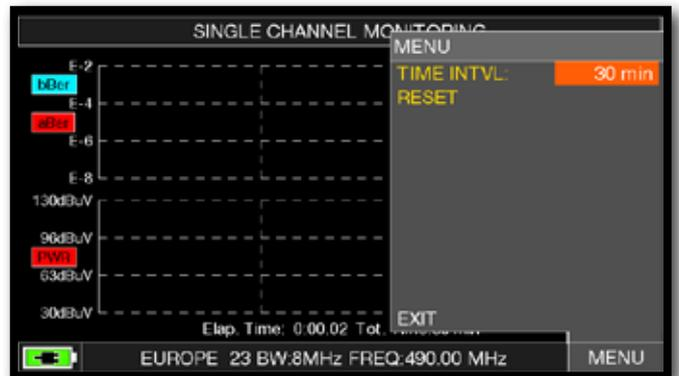 SINGLE CHANNEL MONITORING
MENU
TIME INTVL: 30 min
RESET
EXIT
E-2
bBer
E-4
aBer
E-6
E-8
130dBuV
96dBuV
PWR
63dBuV
30dBuV
Elap. Time: 0:00.02 Tot.
EUROPE 23 BW:8MHz FREQ:490.00 MHz
MENU